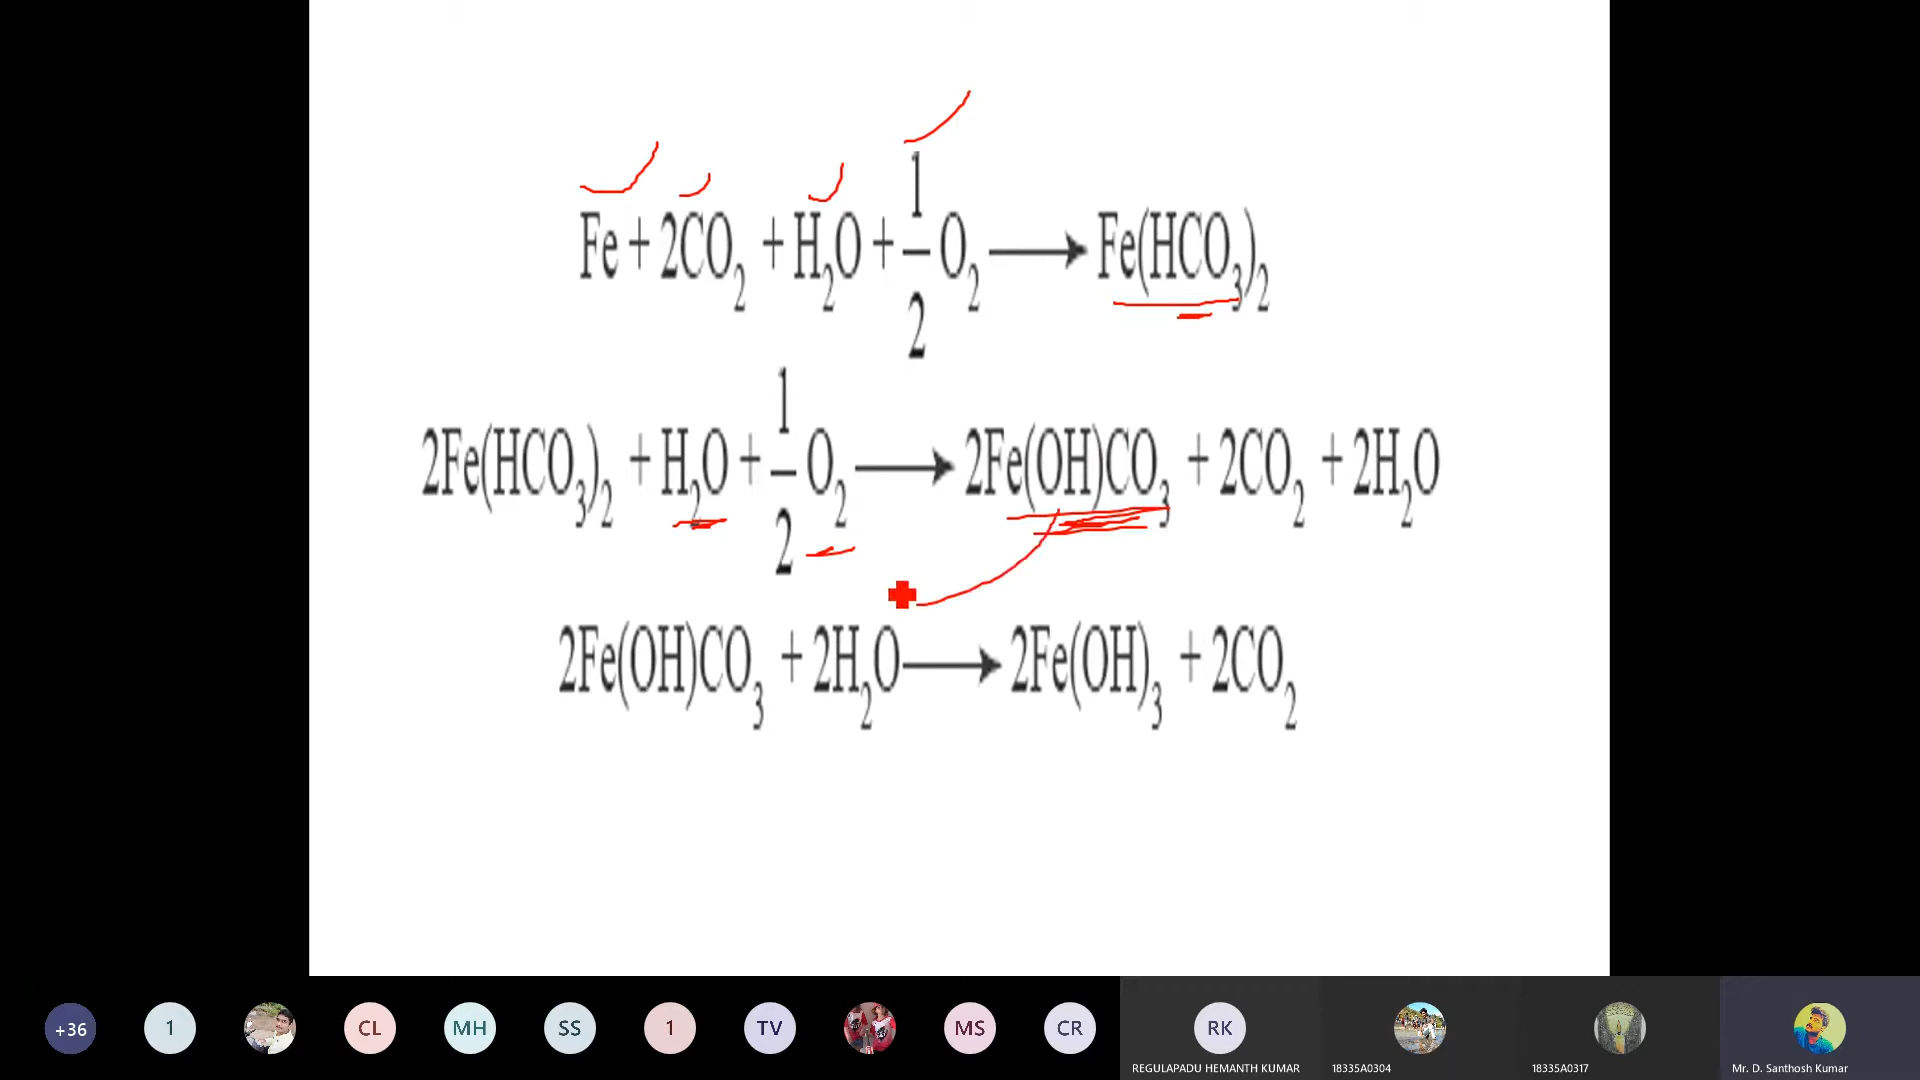 Fe + 2CO₂ + H₂O + 1/2 O₂ → Fe(HCO₃)₂
2Fe(HCO₃)₂ + H₂O + 1/2 O₂ → 2Fe(OH)CO₃ + 2CO₂ + 2H₂O
2Fe(OH)CO₃ + 2H₂O → 2Fe(OH)₃ + 2CO₂
+36 1 CL MH SS 1 TV MS CR RK
REGULAPADU HEMANTH KUMAR 18335A0304 18335A0317 Mr. D. Santhosh Kumar